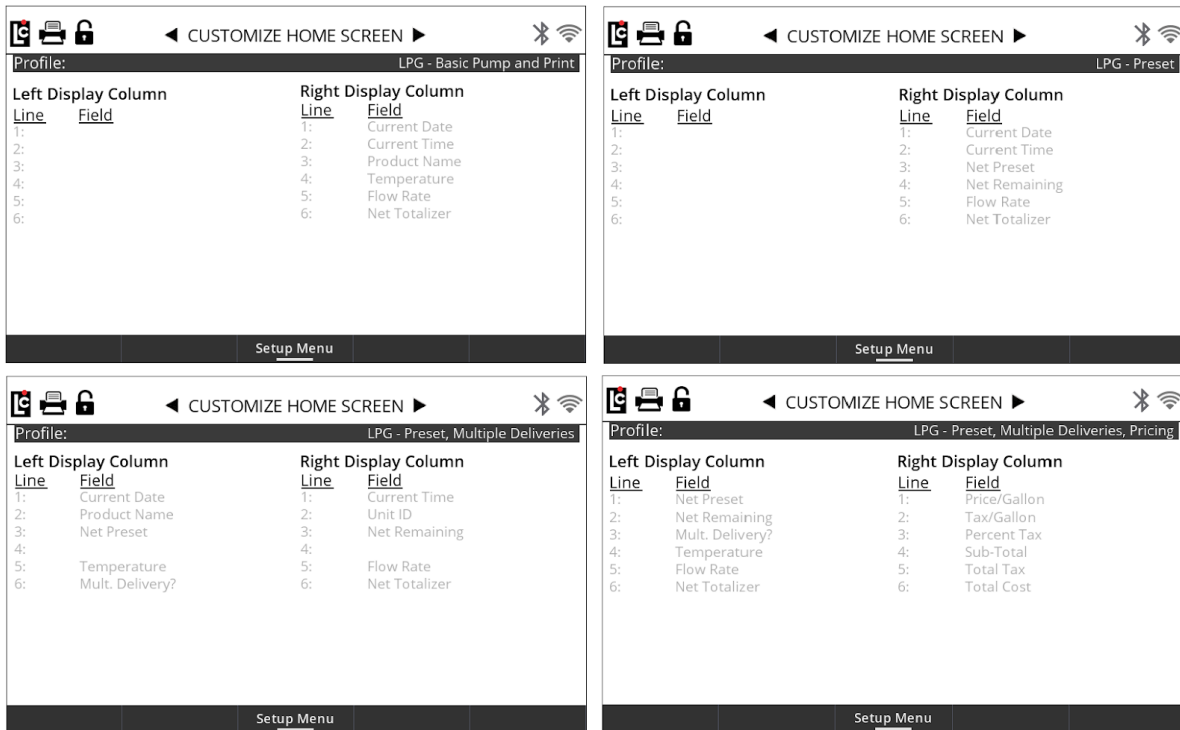 LC CUSTOMIZE HOME SCREEN
Profile: LPG - Basic Pump and Print
Left Display Column Right Display Column
Line Field Line Field
1: 1: Current Date
2: 2: Current Time
3: 3: Product Name
4: 4: Temperature
5: 5: Flow Rate
6: 6: Net Totalizer
Setup Menu
LC CUSTOMIZE HOME SCREEN
Profile: LPG - Preset
Left Display Column Right Display Column
Line Field Line Field
1: 1: Current Date
2: 2: Current Time
3: 3: Net Preset
4: 4: Net Remaining
5: 5: Flow Rate
6: 6: Net Totalizer
Setup Menu
LC CUSTOMIZE HOME SCREEN
Profile: LPG - Preset, Multiple Deliveries
Left Display Column Right Display Column
Line Field Line Field
1: Current Date 1: Current Time
2: Product Name 2: Unit ID
3: Net Preset 3: Net Remaining
4: 4:
5: Temperature 5: Flow Rate
6: Mult. Delivery? 6: Net Totalizer
Setup Menu
LC CUSTOMIZE HOME SCREEN
Profile: LPG - Preset, Multiple Deliveries, Pricing
Left Display Column Right Display Column
Line Field Line Field
1: Net Preset 1: Price/Gallon
2: Net Remaining 2: Tax/Gallon
3: Mult. Delivery? 3: Percent Tax
4: Temperature 4: Sub-Total
5: Flow Rate 5: Total Tax
6: Net Totalizer 6: Total Cost
Setup Menu